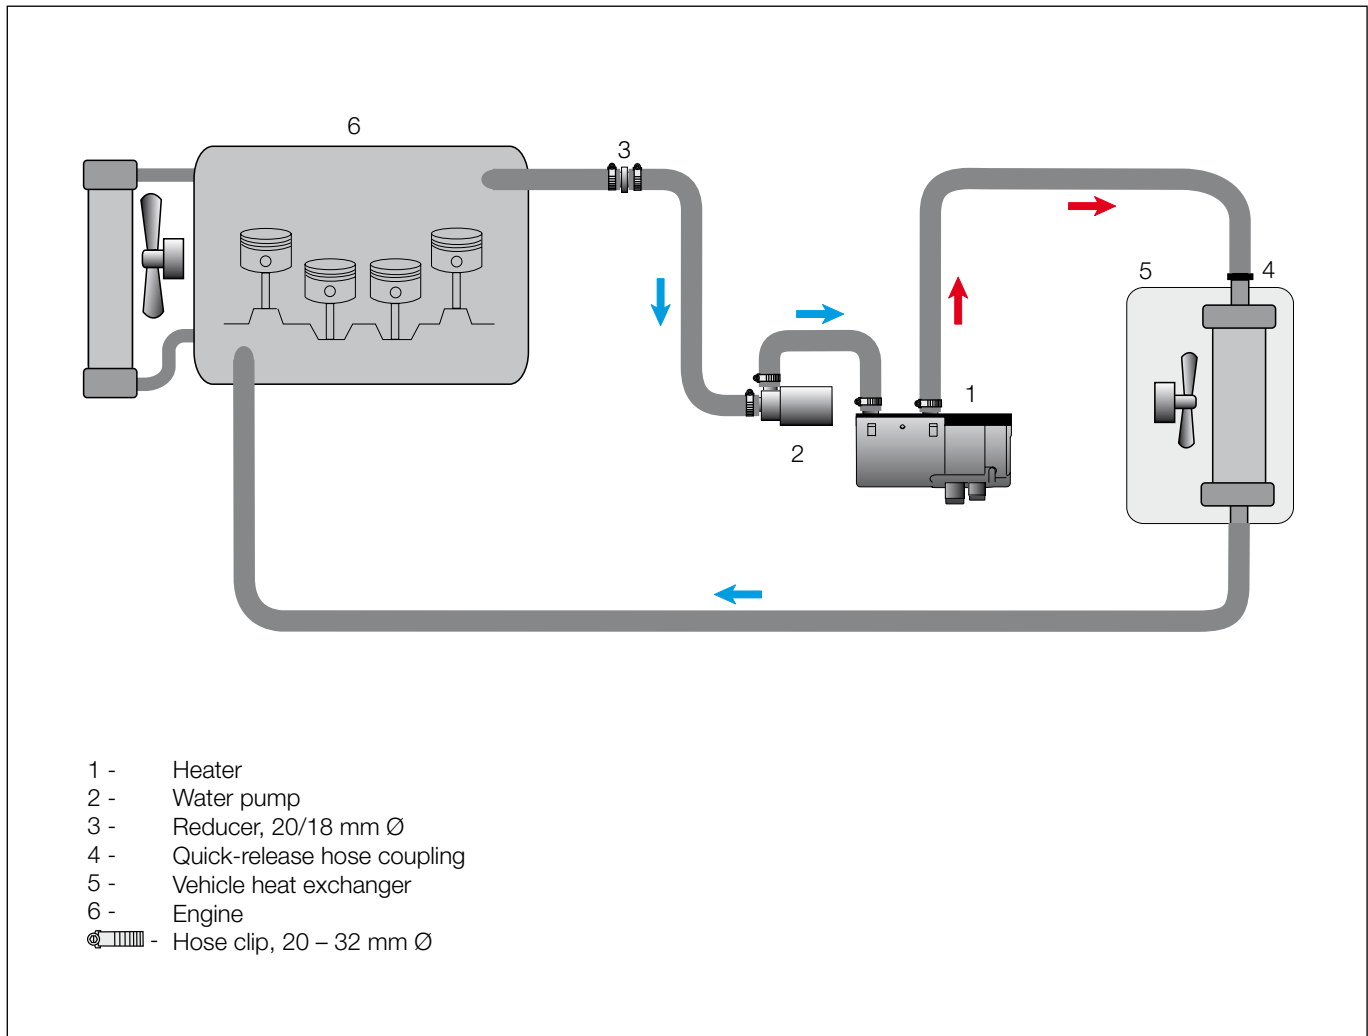 6
3
5
4
1
2
1 - Heater
2 - Water pump
3 - Reducer, 20/18 mm Ø
4 - Quick-release hose coupling
5 - Vehicle heat exchanger
6 - Engine
- Hose clip, 20 – 32 mm Ø